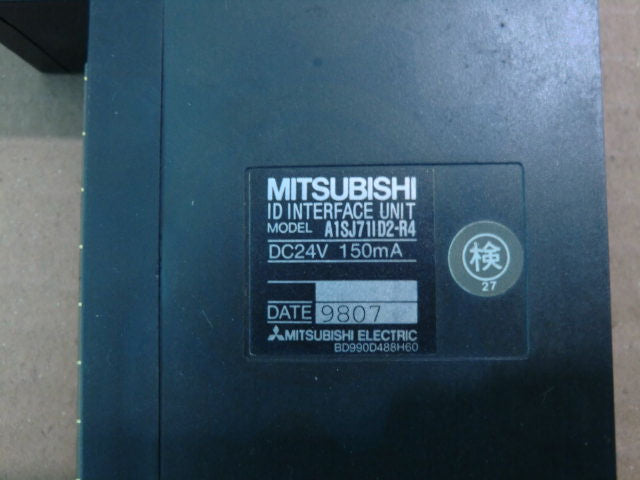 MITSUBISHI
ID INTERFACE UNIT
MODEL A1SJ71ID2-R4
DC24V 150mA
DATE 9807
MITSUBISHI ELECTRIC
BD990D488H60
検
27